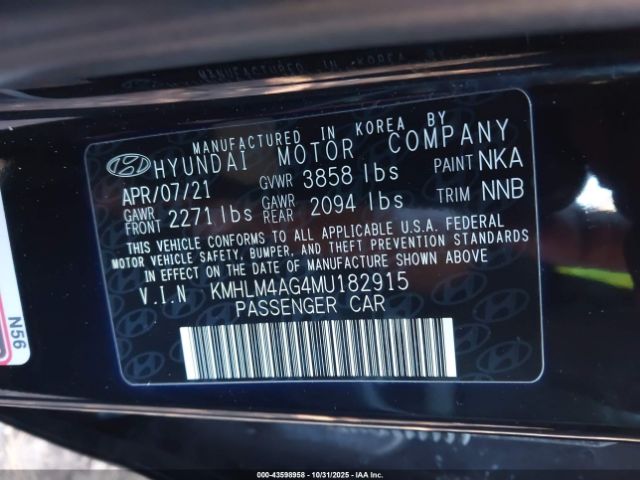 MANUFACTURED IN KOREA BY
HYUNDAI MOTOR COMPANY
APR/07/21 GVWR 3858 lbs PAINT NKA
GAWR FRONT 2271 lbs GAWR REAR 2094 lbs TRIM NNB
THIS VEHICLE CONFORMS TO ALL APPLICABLE U.S.A. FEDERAL
MOTOR VEHICLE SAFETY, BUMPER, AND THEFT PREVENTION STANDARDS
IN EFFECT ON THE DATE OF MANUFACTURE SHOWN ABOVE
V.I.N KMHLM4AG4MU182915
PASSENGER CAR
N56
000-43598958 - 10/31/2025 - IAA, Inc.